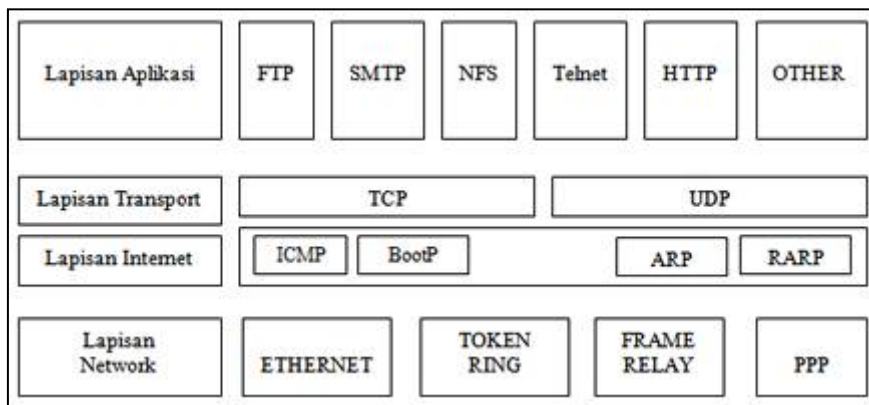 Lapisan Aplikasi FTP SMTP NFS Telnet HTTP OTHER
Lapisan Transport TCP UDP
Lapisan Internet ICMP BootP ARP RARP
Lapisan
Network
ETHERNET
TOKEN
RING
FRAME
RELAY
PPP